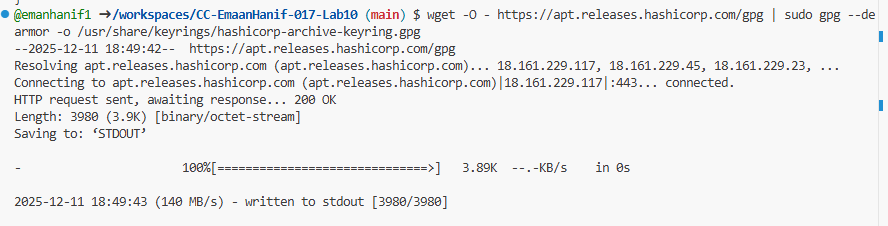 @emanhanif1 ➜/workspaces/CC-EmaanHanif-017-Lab10 (main) $ wget -O - https://apt.releases.hashicorp.com/gpg | sudo gpg --de
armor -o /usr/share/keyrings/hashicorp-archive-keyring.gpg
--2025-12-11 18:49:42-- https://apt.releases.hashicorp.com/gpg
Resolving apt.releases.hashicorp.com (apt.releases.hashicorp.com)... 18.161.229.117, 18.161.229.45, 18.161.229.23, ...
Connecting to apt.releases.hashicorp.com (apt.releases.hashicorp.com)|18.161.229.117|:443... connected.
HTTP request sent, awaiting response... 200 OK
Length: 3980 (3.9K) [binary/octet-stream]
Saving to: ‘STDOUT’
- 100%[==============================>] 3.89K --.-KB/s in 0s
2025-12-11 18:49:43 (140 MB/s) - written to stdout [3980/3980]